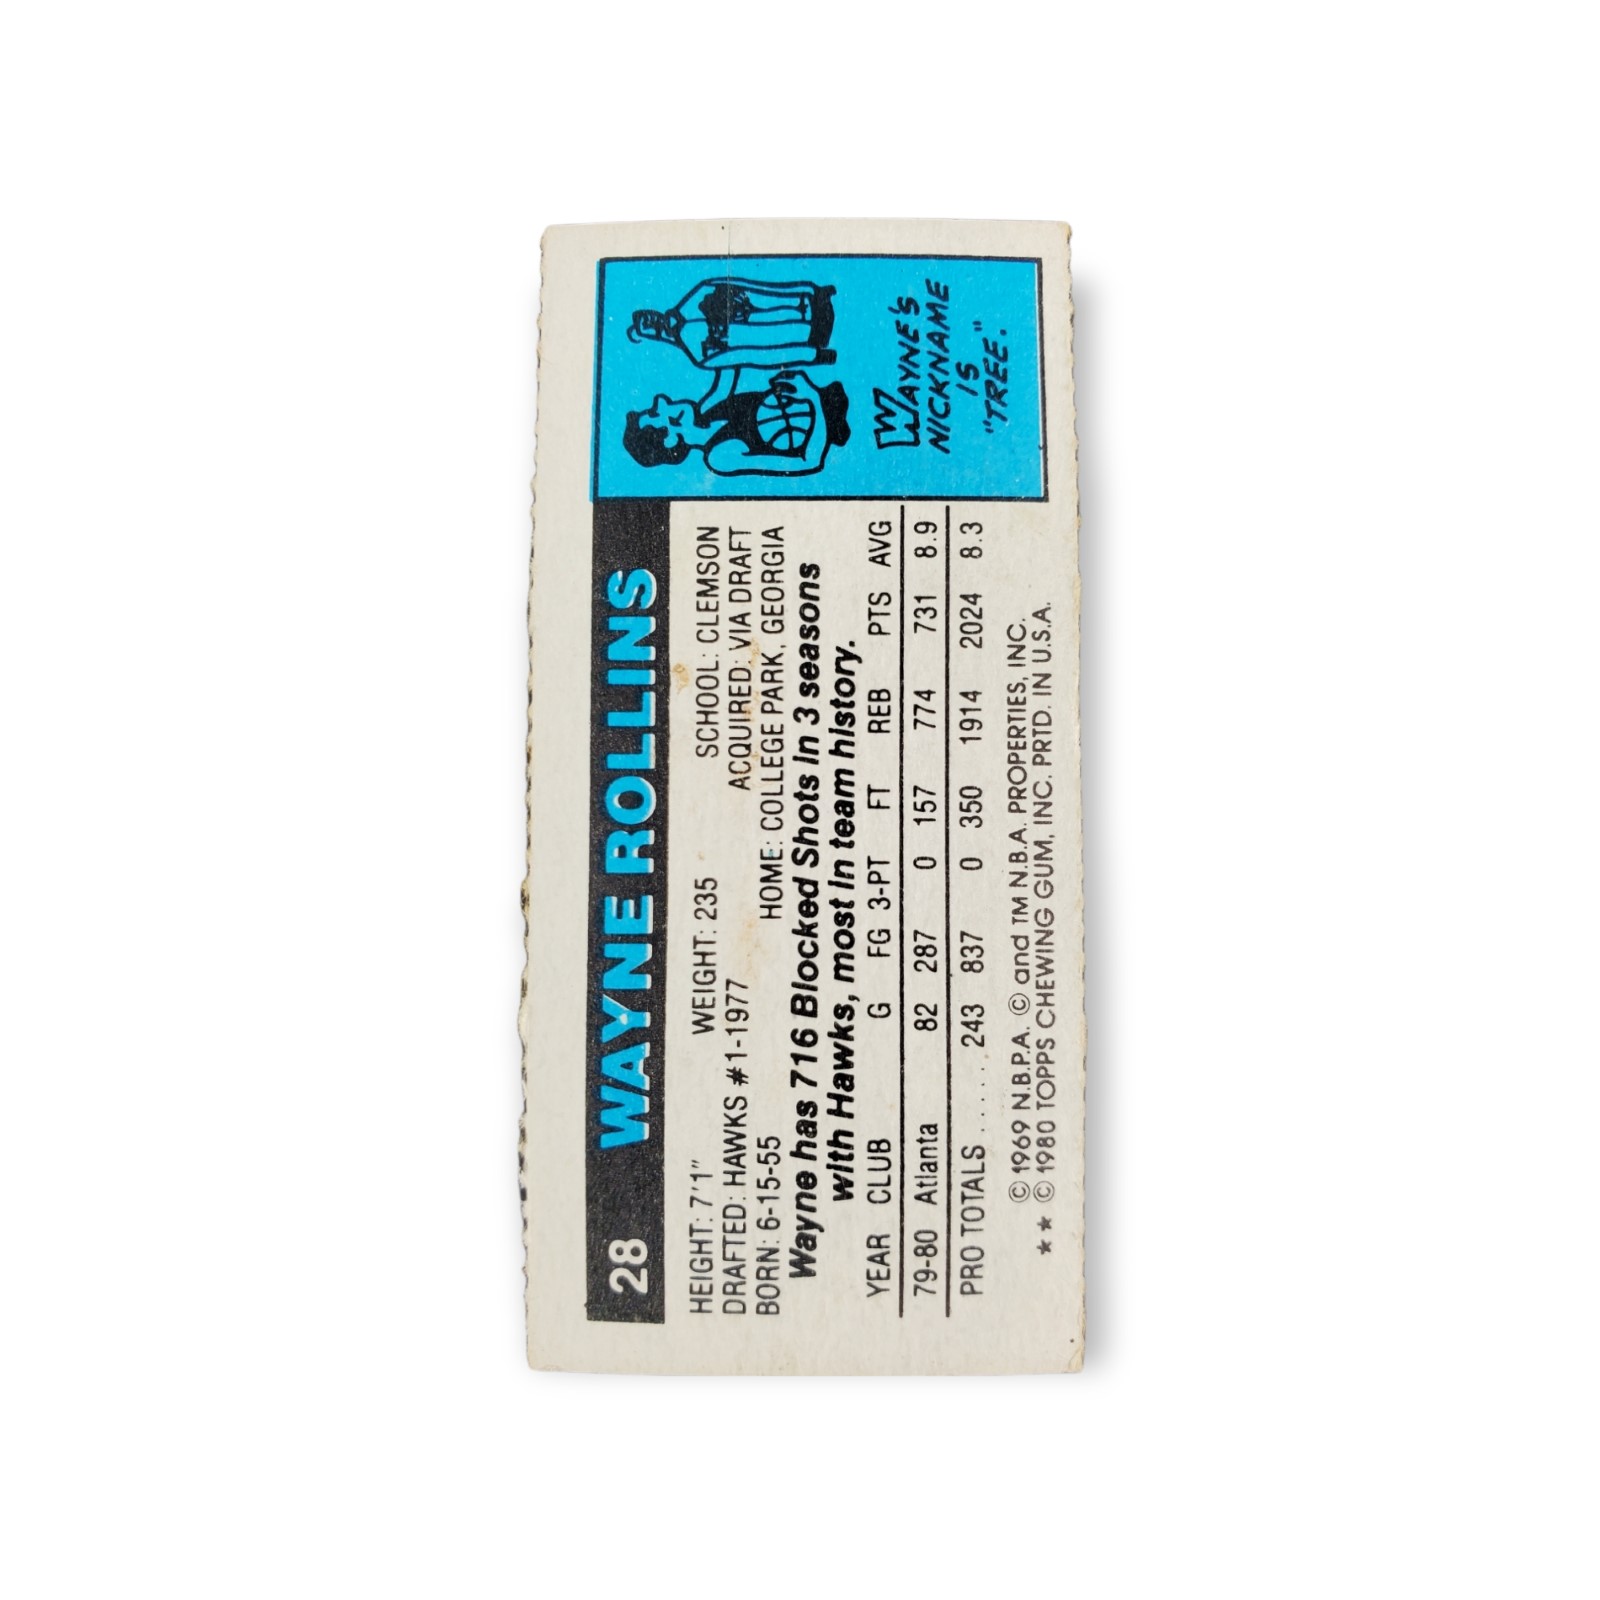 28 WAYNE ROLLINS
HEIGHT: 7'1" WEIGHT: 235 SCHOOL: CLEMSON
DRAFTED: HAWKS #1-1977 ACQUIRED: VIA DRAFT
BORN: 6-15-55 HOME: COLLEGE PARK, GEORGIA
Wayne has 716 Blocked Shots in 3 seasons
with Hawks, most in team history.
YEAR CLUB G FG 3-PT FT REB PTS AVG
79-80 Atlanta 82 287 0 157 774 731 8.9
PRO TOTALS ...... 243 837 0 350 1914 2024 8.3
© 1969 N.B.P.A. © and TM N.B.A. PROPERTIES, INC.
** © 1980 TOPPS CHEWING GUM, INC. PRTD. IN U.S.A.
WAYNE'S
NICKNAME
IS
"TREE."